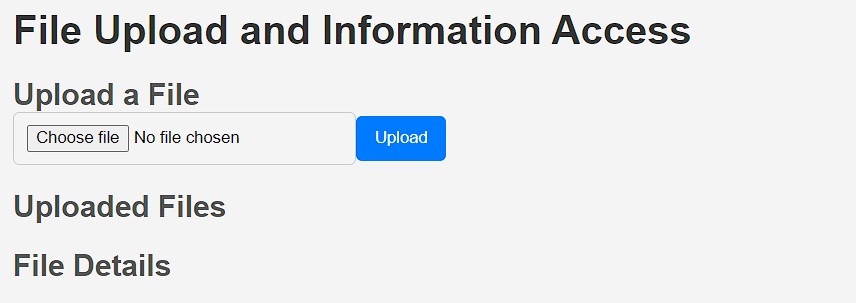 File Upload and Information Access
Upload a File
Choose file No file chosen Upload
Uploaded Files
File Details